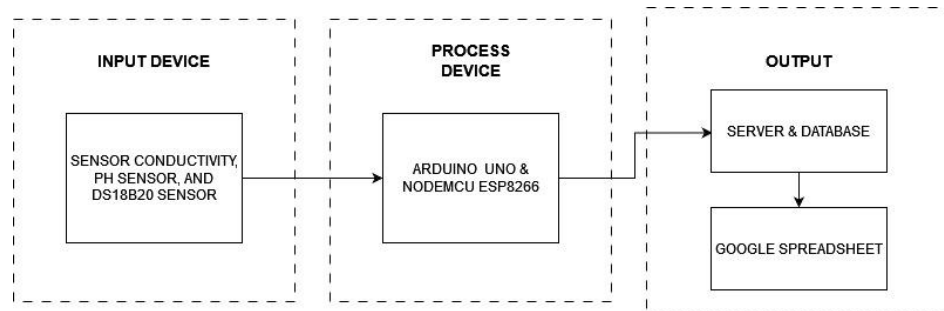 INPUT DEVICE
SENSOR CONDUCTIVITY,
PH SENSOR, AND
DS18B20 SENSOR
PROCESS
DEVICE
ARDUINO UNO &
NODEMCU ESP8266
OUTPUT
SERVER & DATABASE
GOOGLE SPREADSHEET